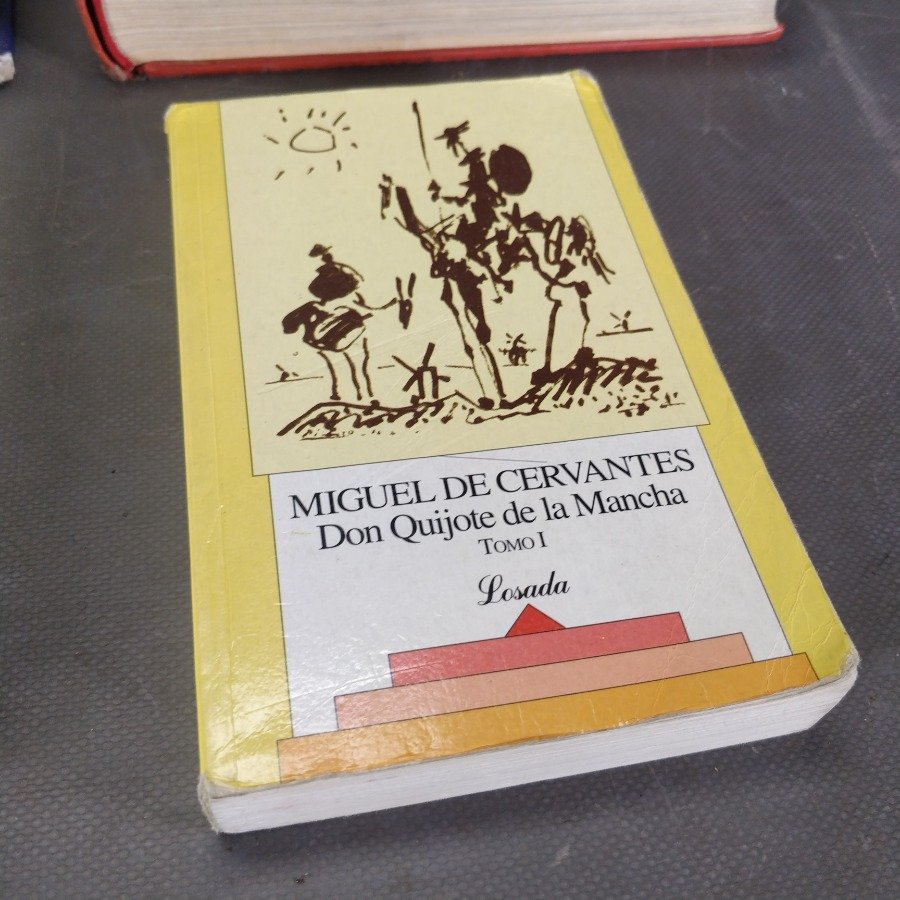 MIGUEL DE CERVANTES
Don Quijote de la Mancha
TOMO I
Losada